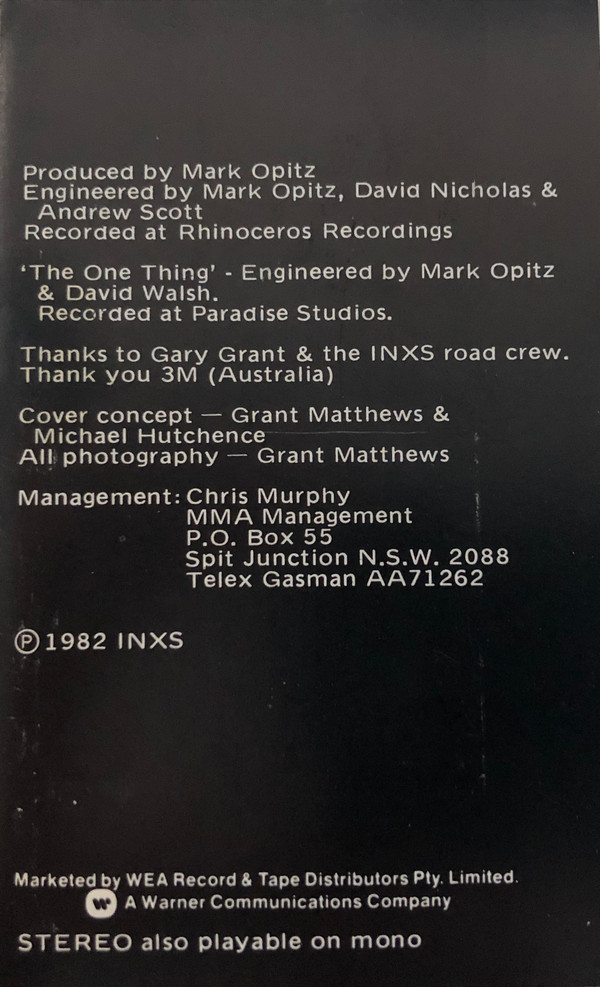 Produced by Mark Opitz
Engineered by Mark Opitz, David Nicholas &
Andrew Scott
Recorded at Rhinoceros Recordings
‘The One Thing’ - Engineered by Mark Opitz
& David Walsh.
Recorded at Paradise Studios.
Thanks to Gary Grant & the INXS road crew.
Thank you 3M (Australia)
Cover concept — Grant Matthews &
Michael Hutchence
All photography — Grant Matthews
Management: Chris Murphy
MMA Management
P.O. Box 55
Spit Junction N.S.W. 2088
Telex Gasman AA71262
℗ 1982 INXS
Marketed by WEA Record & Tape Distributors Pty. Limited.
W A Warner Communications Company
STEREO also playable on mono